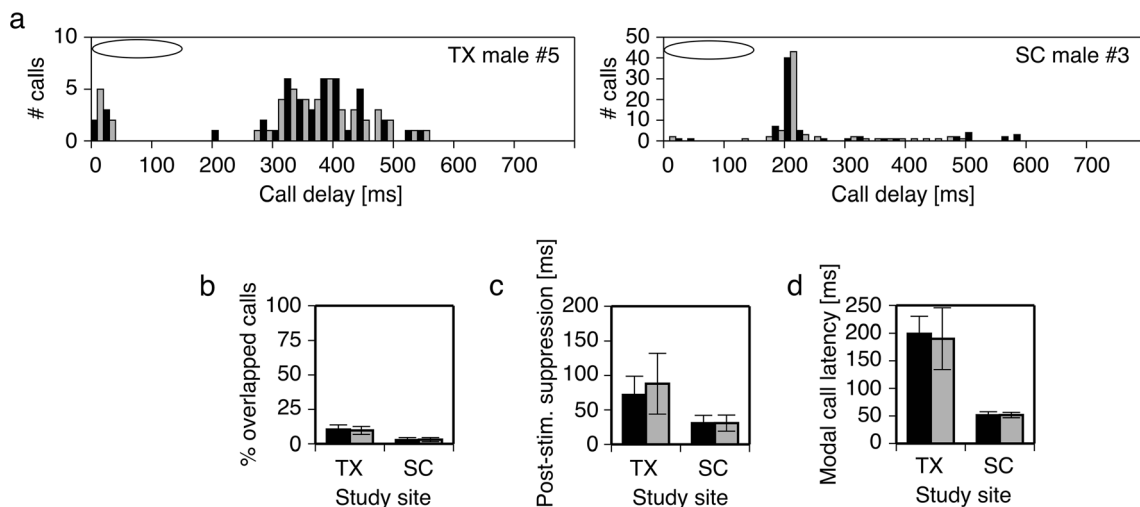 a
TX male #5
# calls
10
5
0
0 100 200 300 400 500 600 700
Call delay [ms]
SC male #3
# calls
50
40
30
20
10
0
0 100 200 300 400 500 600 700
Call delay [ms]
b
% overlapped calls
100
75
50
25
0
TX SC
Study site
c
Post-stim. suppression [ms]
200
150
100
50
0
TX SC
Study site
d
Modal call latency [ms]
250
200
150
100
50
0
TX SC
Study site